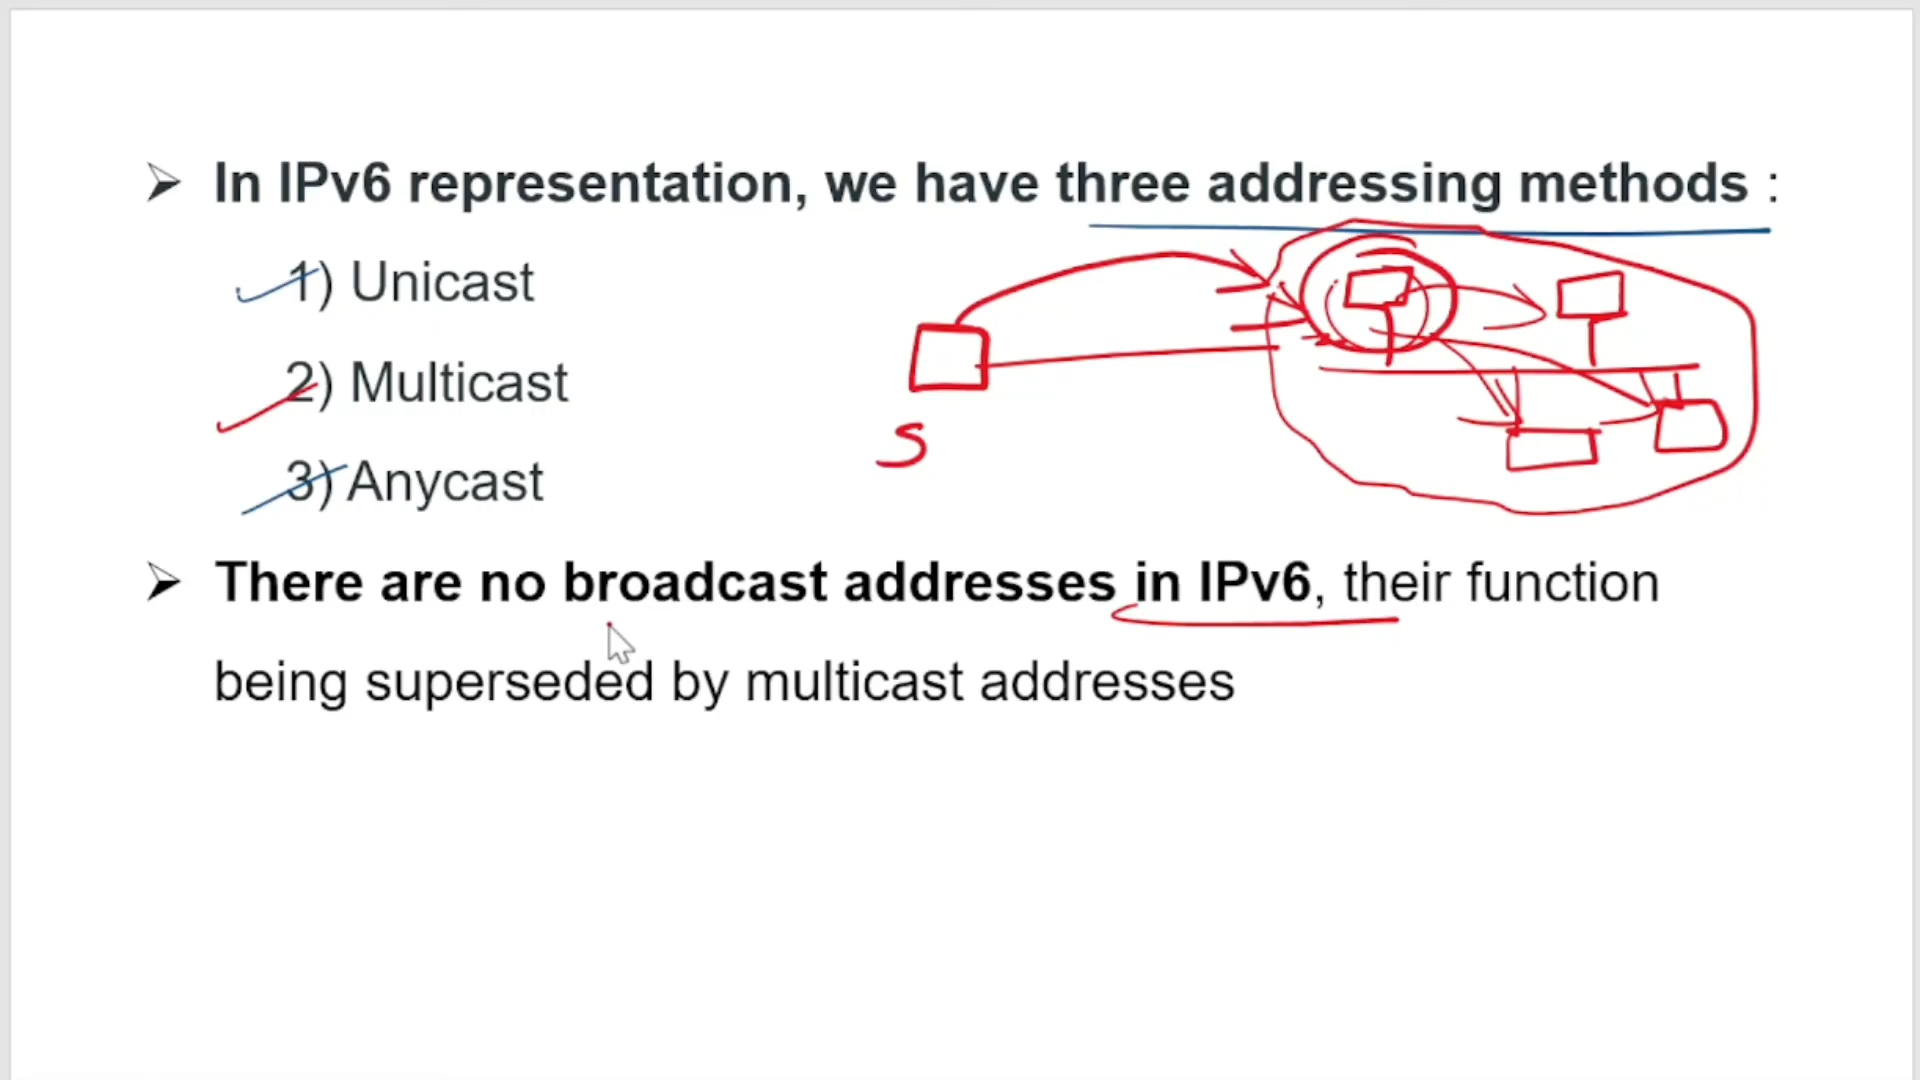 In IPv6 representation, we have three addressing methods :
1) Unicast
2) Multicast
3) Anycast
S
There are no broadcast addresses in IPv6, their function
being superseded by multicast addresses